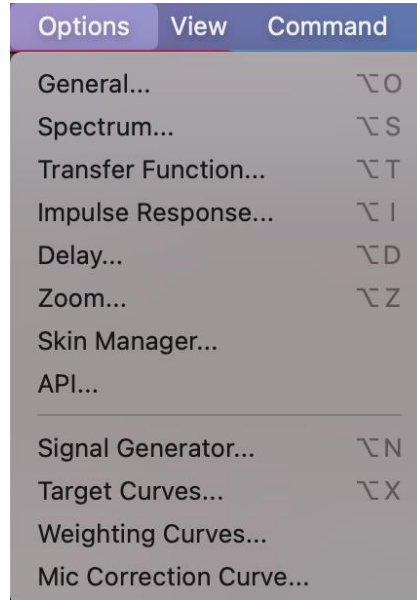 Options View Command
General... ⌥O
Spectrum... ⌥S
Transfer Function... ⌥T
Impulse Response... ⌥I
Delay... ⌥D
Zoom... ⌥Z
Skin Manager...
API...
Signal Generator... ⌥N
Target Curves... ⌥X
Weighting Curves...
Mic Correction Curve...